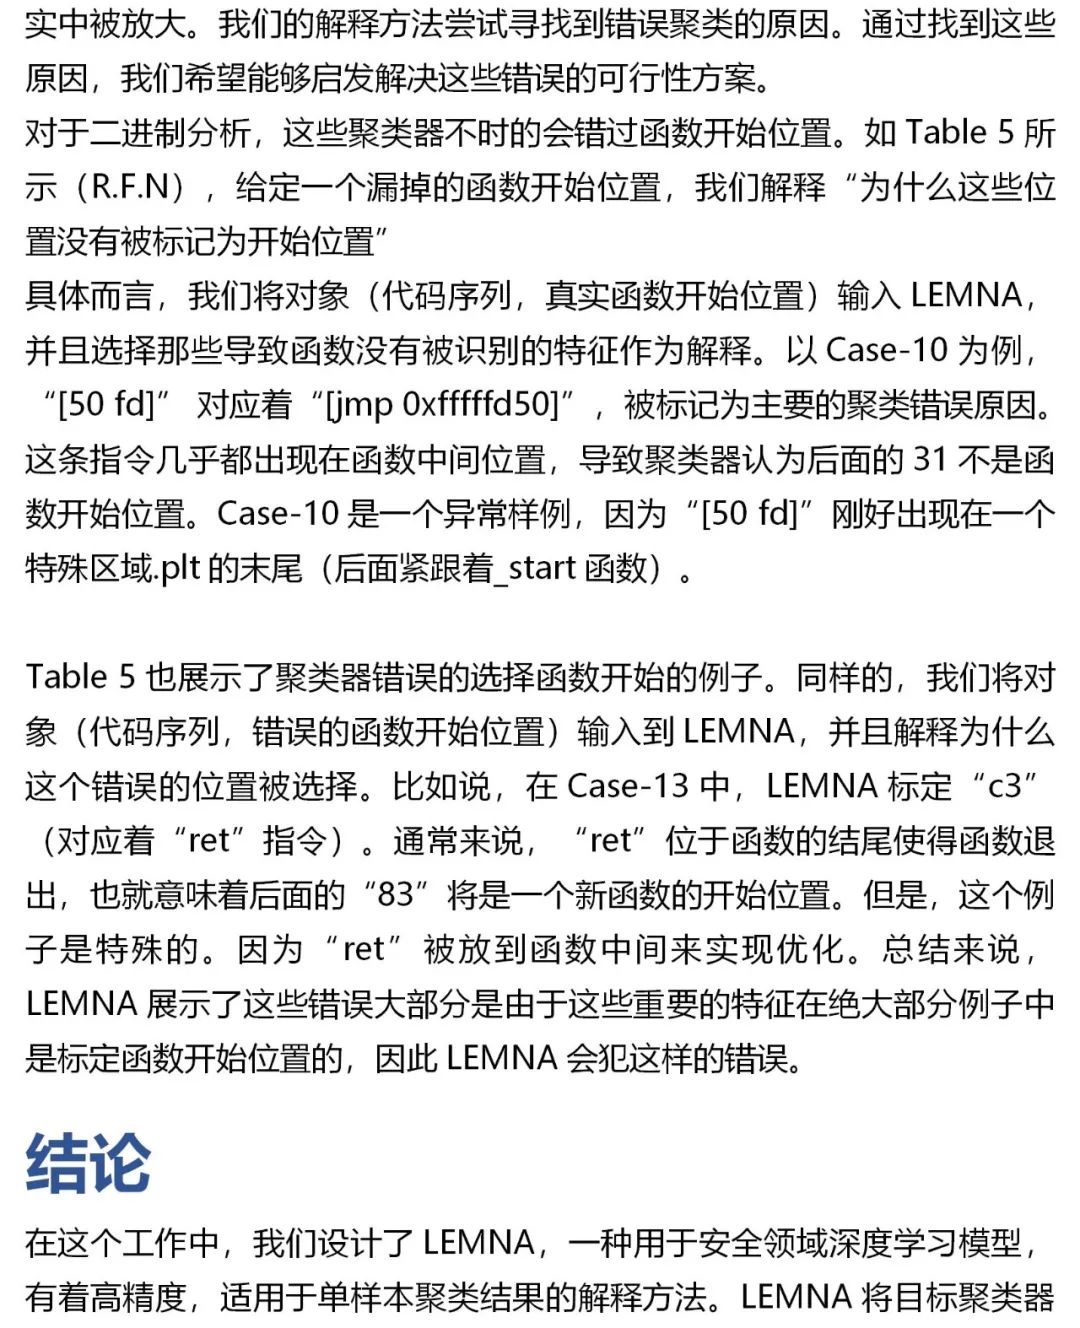 实中被放大。我们的解释方法尝试寻找到错误聚类的原因。通过找到这些
原因，我们希望能够启发解决这些错误的可行性方案。
对于二进制分析，这些聚类器不时的会错过函数开始位置。如 Table 5 所
示（R.F.N），给定一个漏掉的函数开始位置，我们解释“为什么这些位
置没有被标记为开始位置”
具体而言，我们将对象（代码序列，真实函数开始位置）输入 LEMNA，
并且选择那些导致函数没有被识别的特征作为解释。以 Case-10 为例，
“[50 fd]” 对应着“[jmp 0xfffffd50]”，被标记为主要的聚类错误原因。
这条指令几乎都出现在函数中间位置，导致聚类器认为后面的 31 不是函
数开始位置。Case-10 是一个异常样例，因为“[50 fd]”刚好出现在一个
特殊区域.plt 的末尾（后面紧跟着_start 函数）。
Table 5 也展示了聚类器错误的选择函数开始的例子。同样的，我们将对
象（代码序列，错误的函数开始位置）输入到 LEMNA，并且解释为什么
这个错误的位置被选择。比如说，在 Case-13 中，LEMNA 标定“c3”
（对应着“ret”指令）。通常来说，“ret”位于函数的结尾使得函数退
出，也就意味着后面的“83”将是一个新函数的开始位置。但是，这个例
子是特殊的。因为“ret”被放到函数中间来实现优化。总结来说，
LEMNA 展示了这些错误大部分是由于这些重要的特征在绝大部分例子中
是标定函数开始位置的，因此 LEMNA 会犯这样的错误。
结论
在这个工作中，我们设计了 LEMNA，一种用于安全领域深度学习模型，
有着高精度，适用于单样本聚类结果的解释方法。LEMNA 将目标聚类器